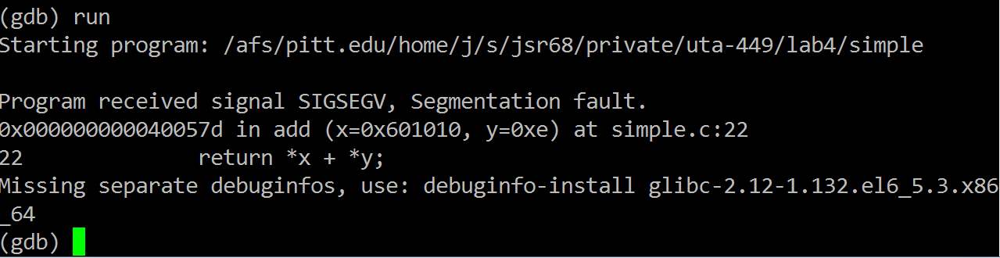 (gdb) run
Starting program: /afs/pitt.edu/home/j/s/jsr68/private/uta-449/lab4/simple

Program received signal SIGSEGV, Segmentation fault.
0x000000000040057d in add (x=0x601010, y=0xe) at simple.c:22
22              return *x + *y;
Missing separate debuginfos, use: debuginfo-install glibc-2.12-1.132.el6_5.3.x86
_64
(gdb)